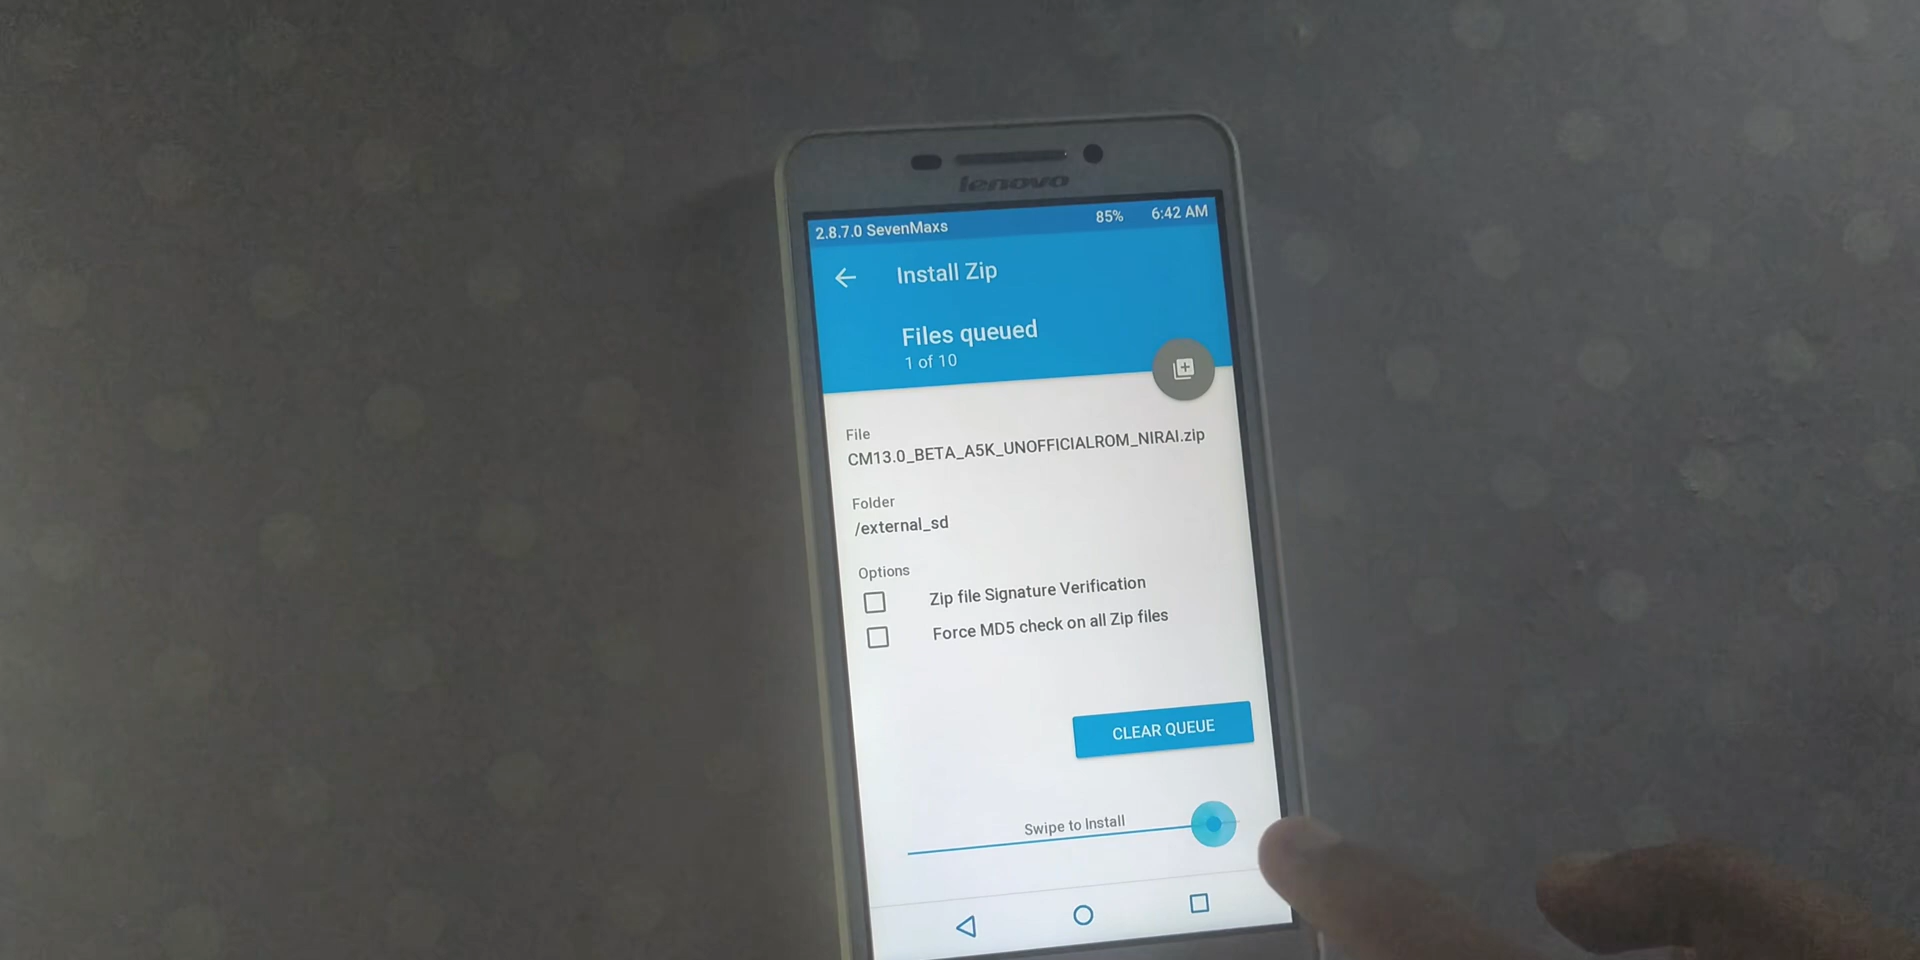 lenovo
2.8.7.0 SevenMaxs 85% 6:42 AM
Install Zip
Files queued
1 of 10
File
CM13.0_BETA_A5K_UNOFFICIALROM_NIRAI.zip
Folder
/external_sd
Options
Zip file Signature Verification
Force MD5 check on all Zip files
CLEAR QUEUE
Swipe to Install